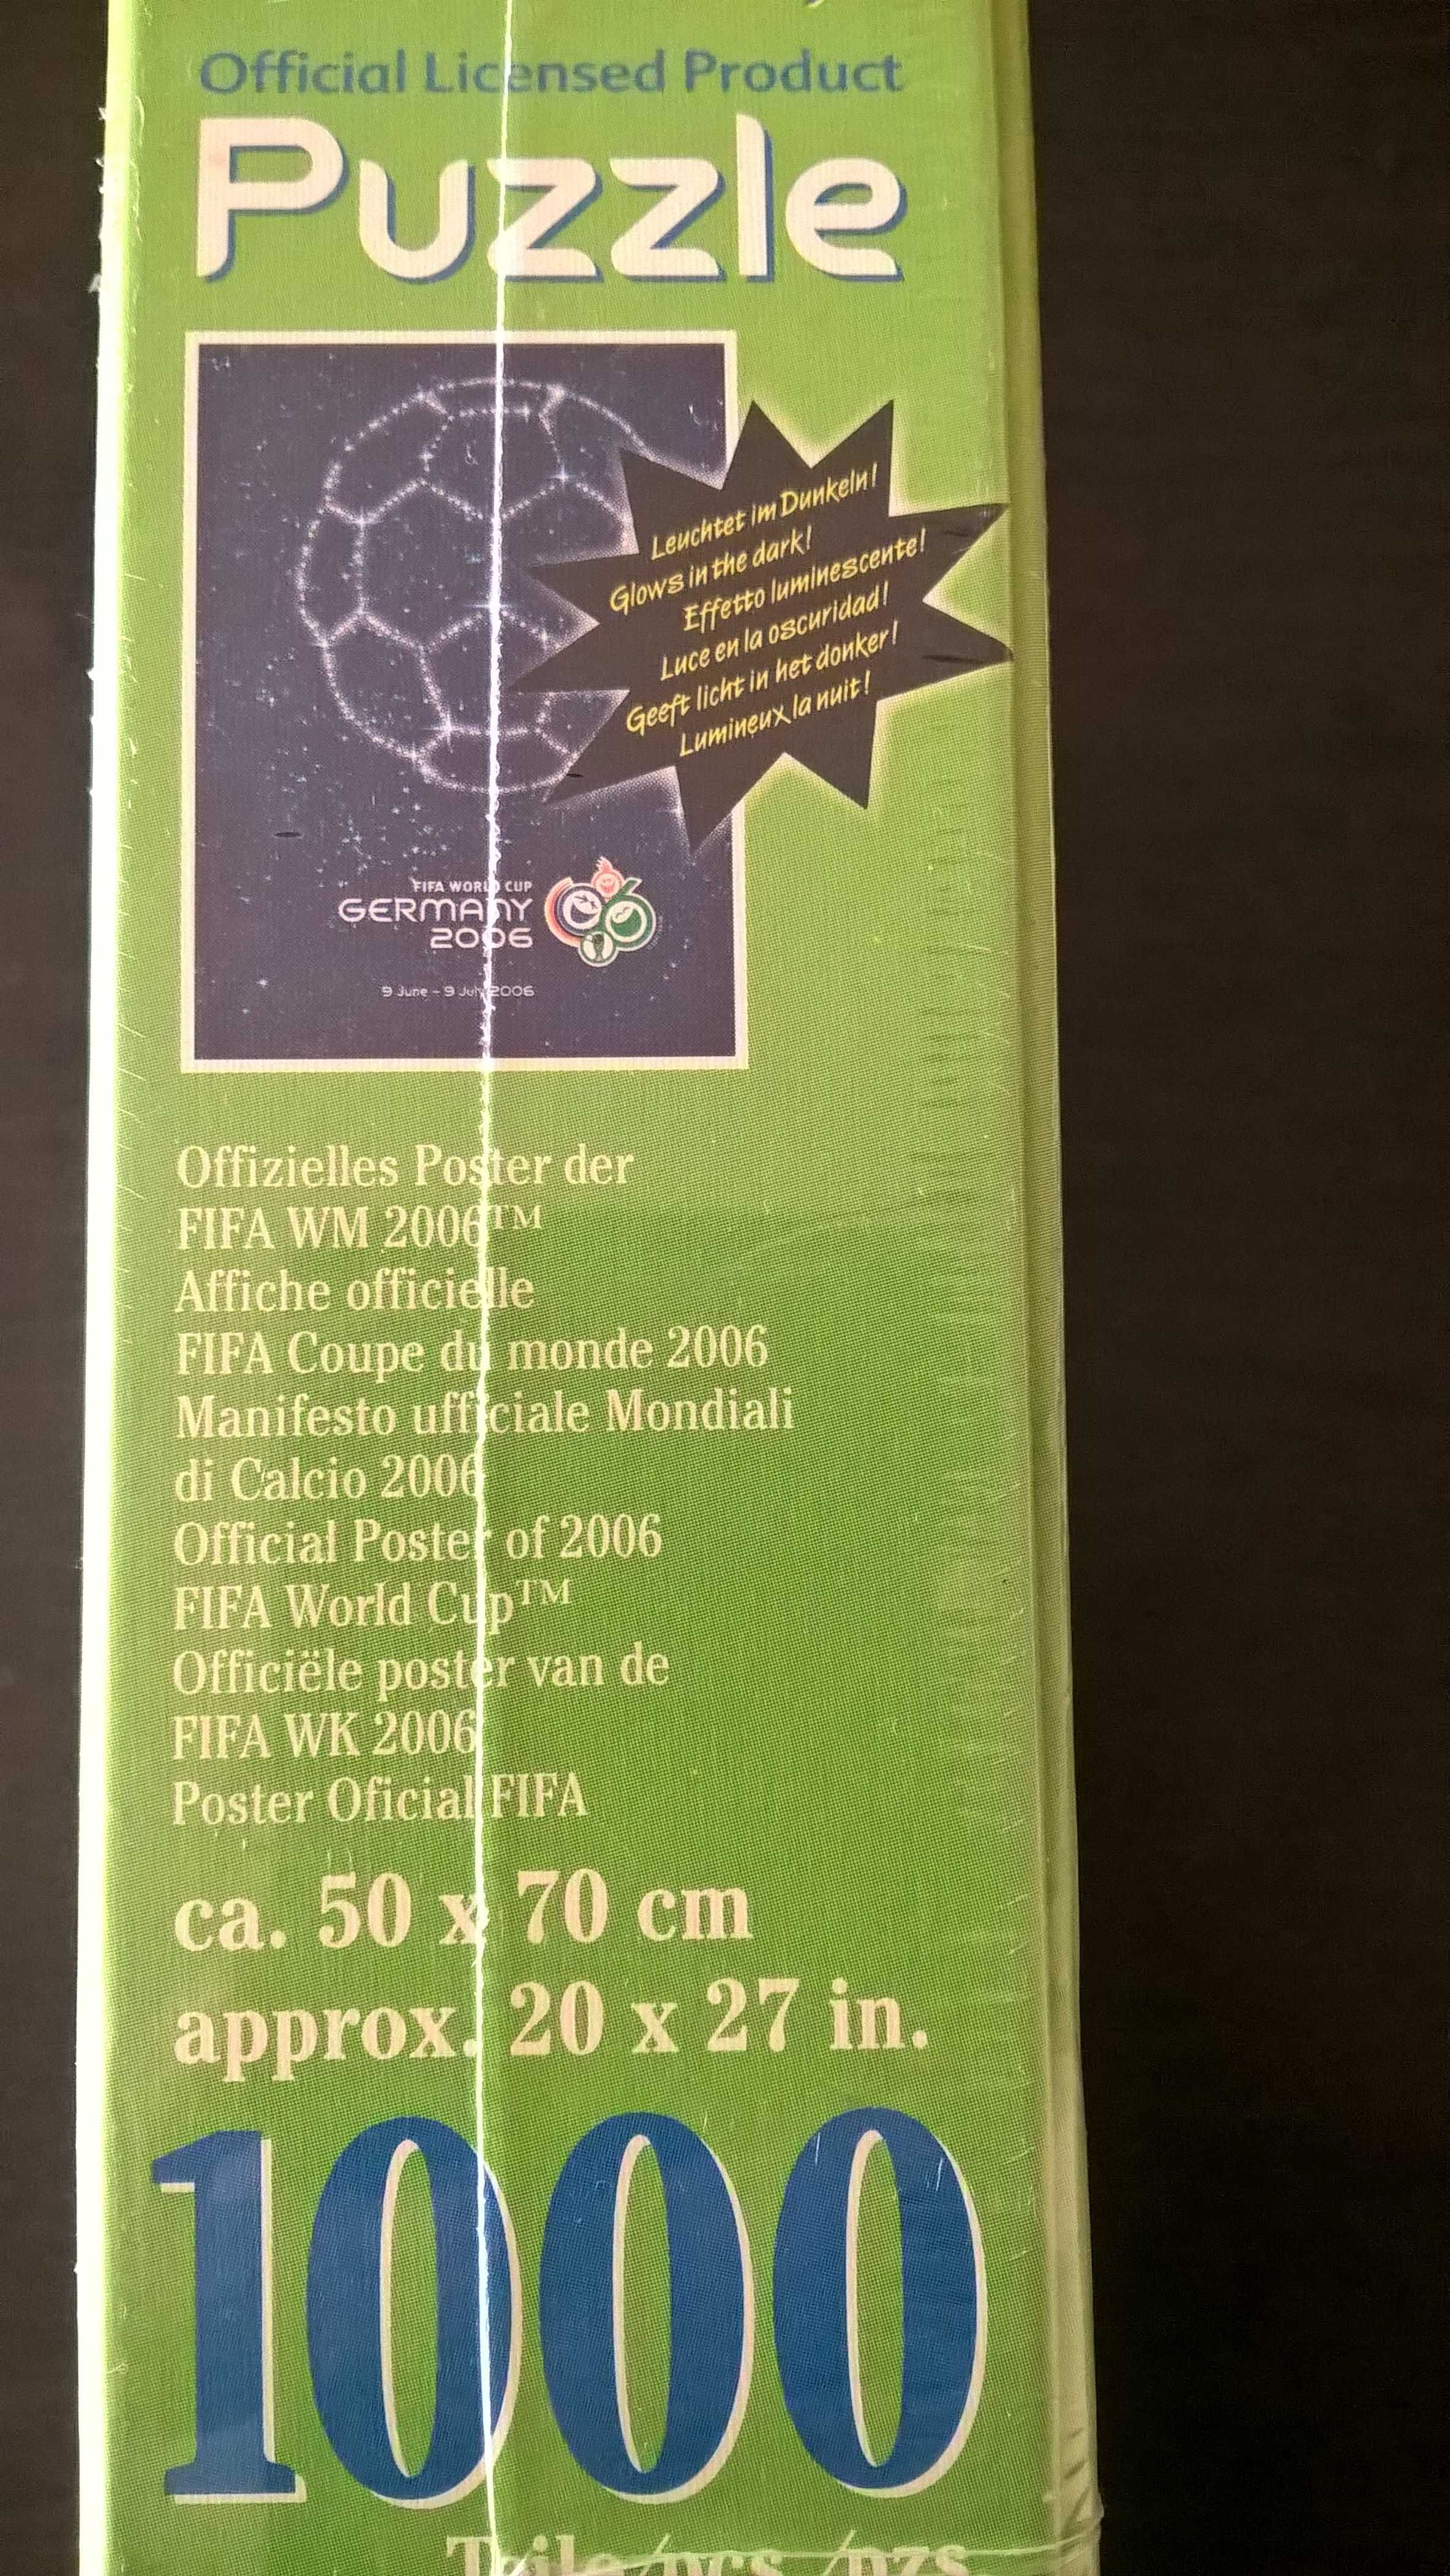 Official Licensed Product
Puzzle
Leuchtet im Dunkeln!
Glows in the dark!
Effetto luminescente!
Luce en la oscuridad!
Geeft licht in het donker!
Lumineux la nuit!
FIFA WORLD CUP
GERMANY
2006
9 June – 9 July 2006
Offizielles Poster der
FIFA WM 2006™
Affiche officielle
FIFA Coupe du monde 2006
Manifesto ufficiale Mondiali
di Calcio 2006
Official Poster of 2006
FIFA World Cup™
Officiële poster van de
FIFA WK 2006
Poster Oficial FIFA
ca. 50 x 70 cm
approx. 20 x 27 in.
1000
Teile/pcs./pzs